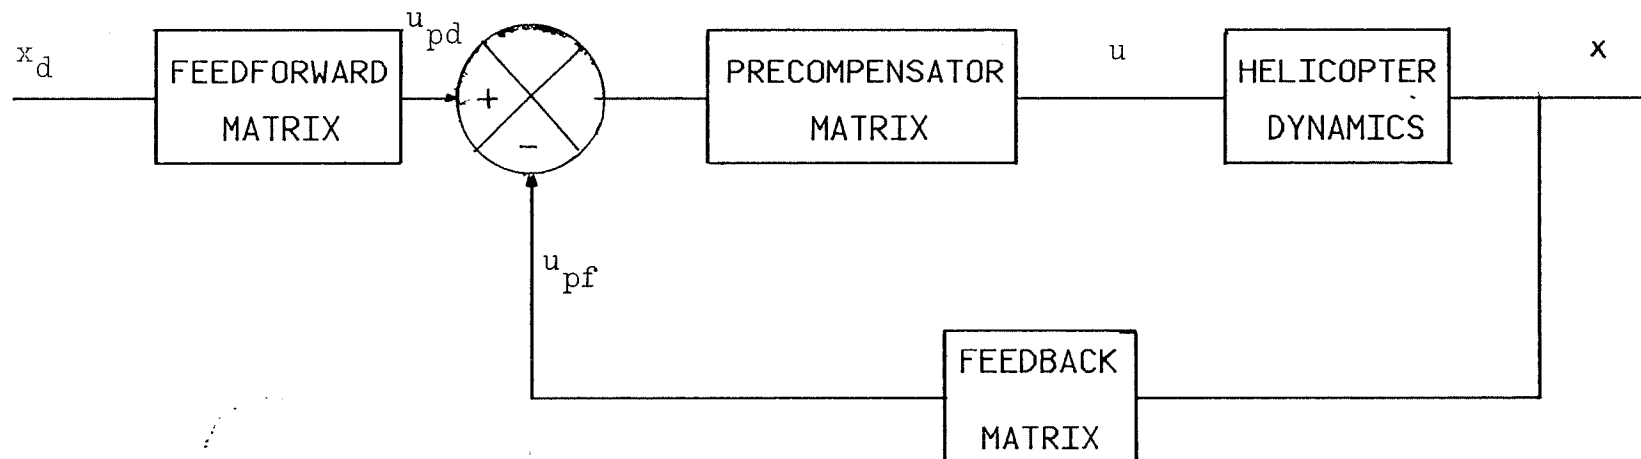 x_d
FEEDFORWARD
MATRIX
u_pd
+
-
PRECOMPENSATOR
MATRIX
u
HELICOPTER
DYNAMICS
x
u_pf
FEEDBACK
MATRIX